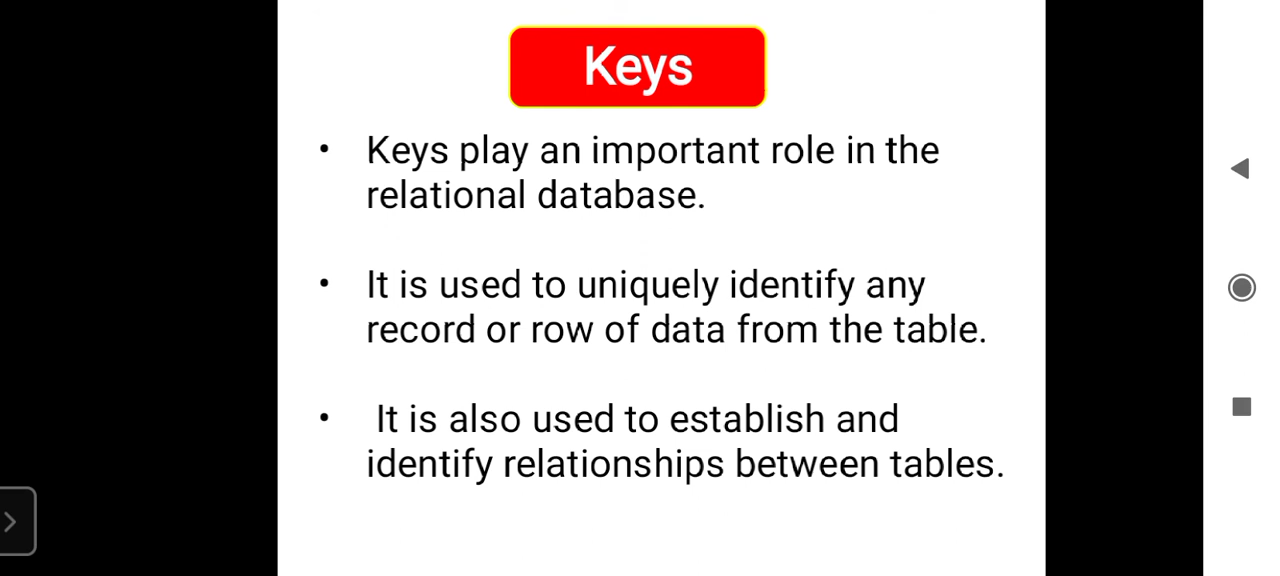 Keys
• Keys play an important role in the
relational database.
• It is used to uniquely identify any
record or row of data from the table.
• It is also used to establish and
identify relationships between tables.